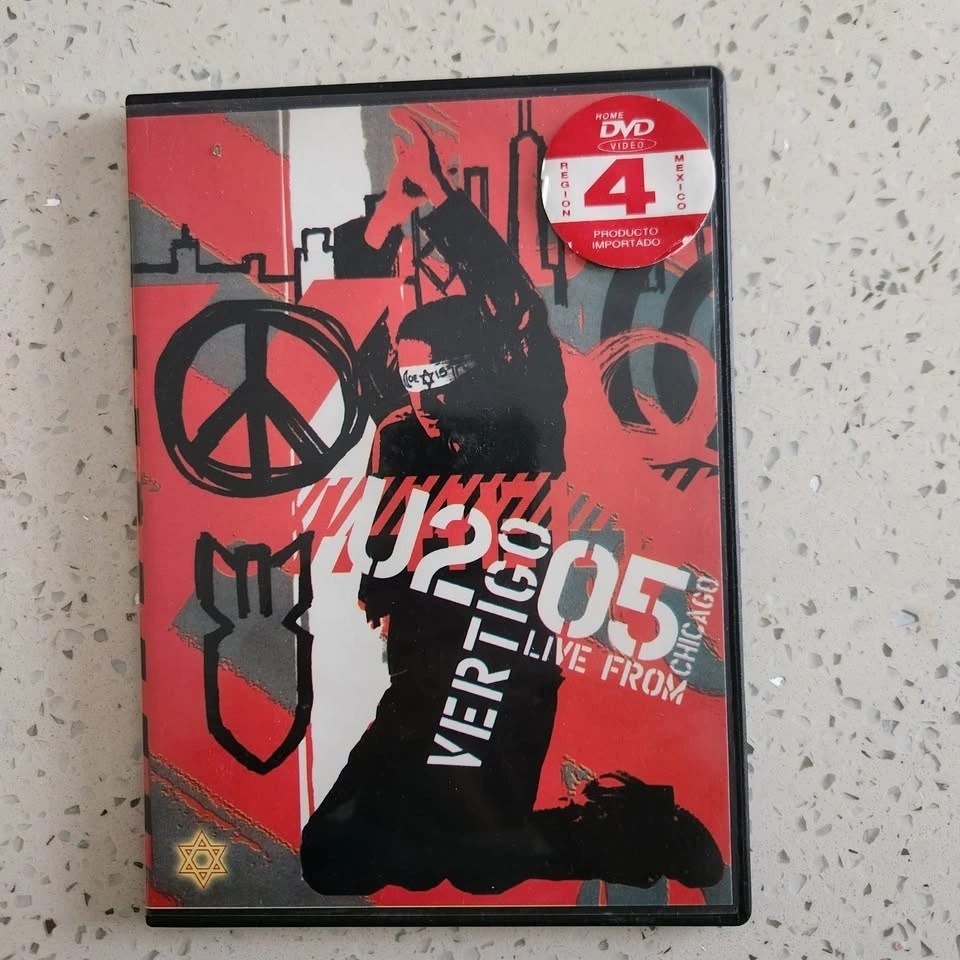 HOME
DVD
VIDEO
REGION
4
MEXICO
PRODUCTO
IMPORTADO
U2
VERTIGO
05
LIVE FROM
CHICAGO